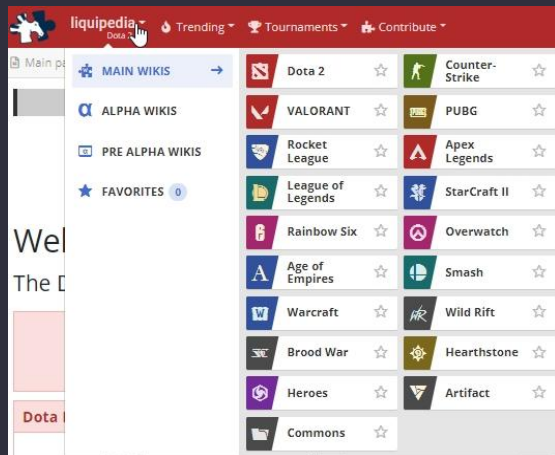 liquipedia
Dota 2
Trending
Tournaments
Contribute
Main pa
MAIN WIKIS
ALPHA WIKIS
PRE ALPHA WIKIS
FAVORITES 0
Dota 2
Counter-
Strike
VALORANT
PUBG
Rocket
League
Apex
Legends
League of
Legends
StarCraft II
Rainbow Six
Overwatch
Age of
Empires
Smash
Warcraft
Wild Rift
Brood War
Hearthstone
Heroes
Artifact
Commons
Wel
The D
Dota